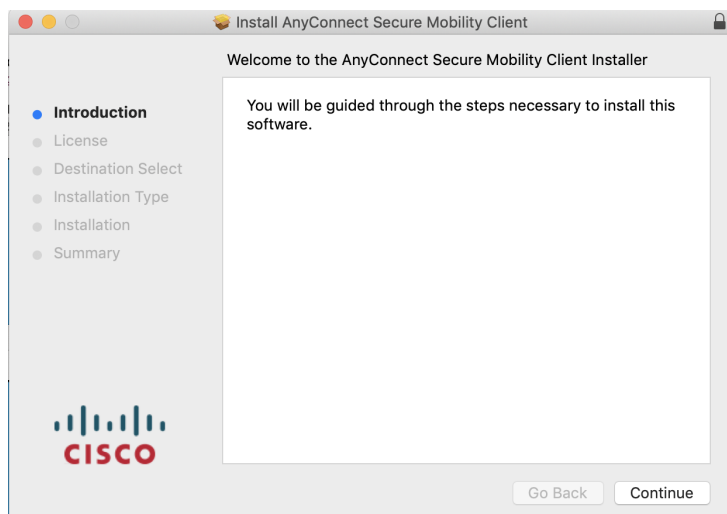 Install AnyConnect Secure Mobility Client
Welcome to the AnyConnect Secure Mobility Client Installer
Introduction
License
Destination Select
Installation Type
Installation
Summary
You will be guided through the steps necessary to install this
software.
CISCO
Go Back
Continue